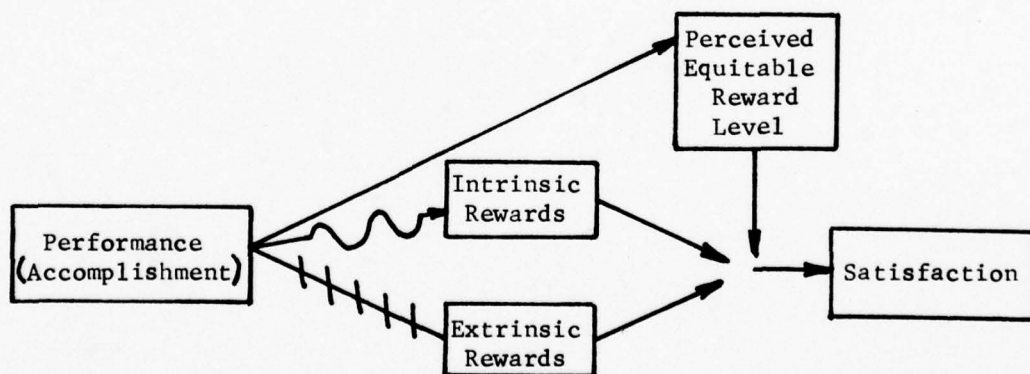 Perceived
Equitable
Reward
Level
Intrinsic
Rewards
Performance
(Accomplishment)
Satisfaction
Extrinsic
Rewards